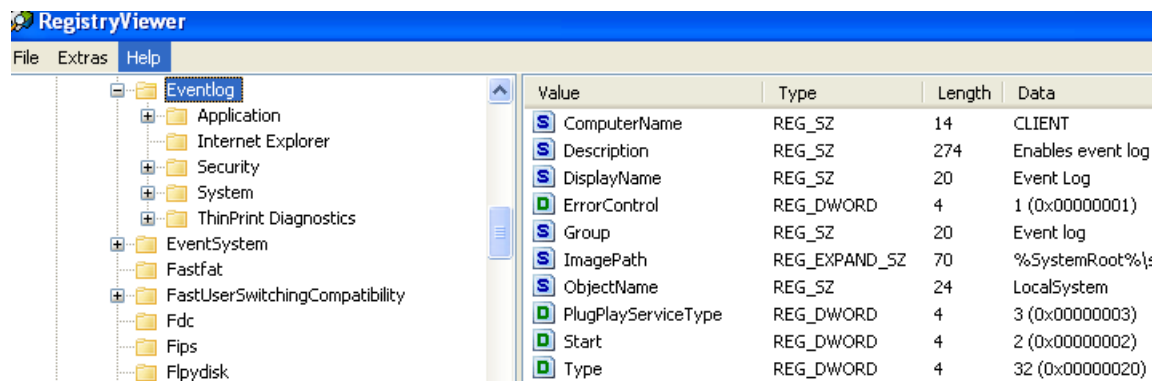 RegistryViewer
File Extras Help
Eventlog
Application
Internet Explorer
Security
System
ThinPrint Diagnostics
EventSystem
Fastfat
FastUserSwitchingCompatibility
Fdc
Fips
Flpydisk
Value Type Length Data
S ComputerName REG_SZ 14 CLIENT
S Description REG_SZ 274 Enables event log
S DisplayName REG_SZ 20 Event Log
D ErrorControl REG_DWORD 4 1 (0x00000001)
S Group REG_SZ 20 Event log
S ImagePath REG_EXPAND_SZ 70 %SystemRoot%\s
S ObjectName REG_SZ 24 LocalSystem
D PlugPlayServiceType REG_DWORD 4 3 (0x00000003)
D Start REG_DWORD 4 2 (0x00000002)
D Type REG_DWORD 4 32 (0x00000020)